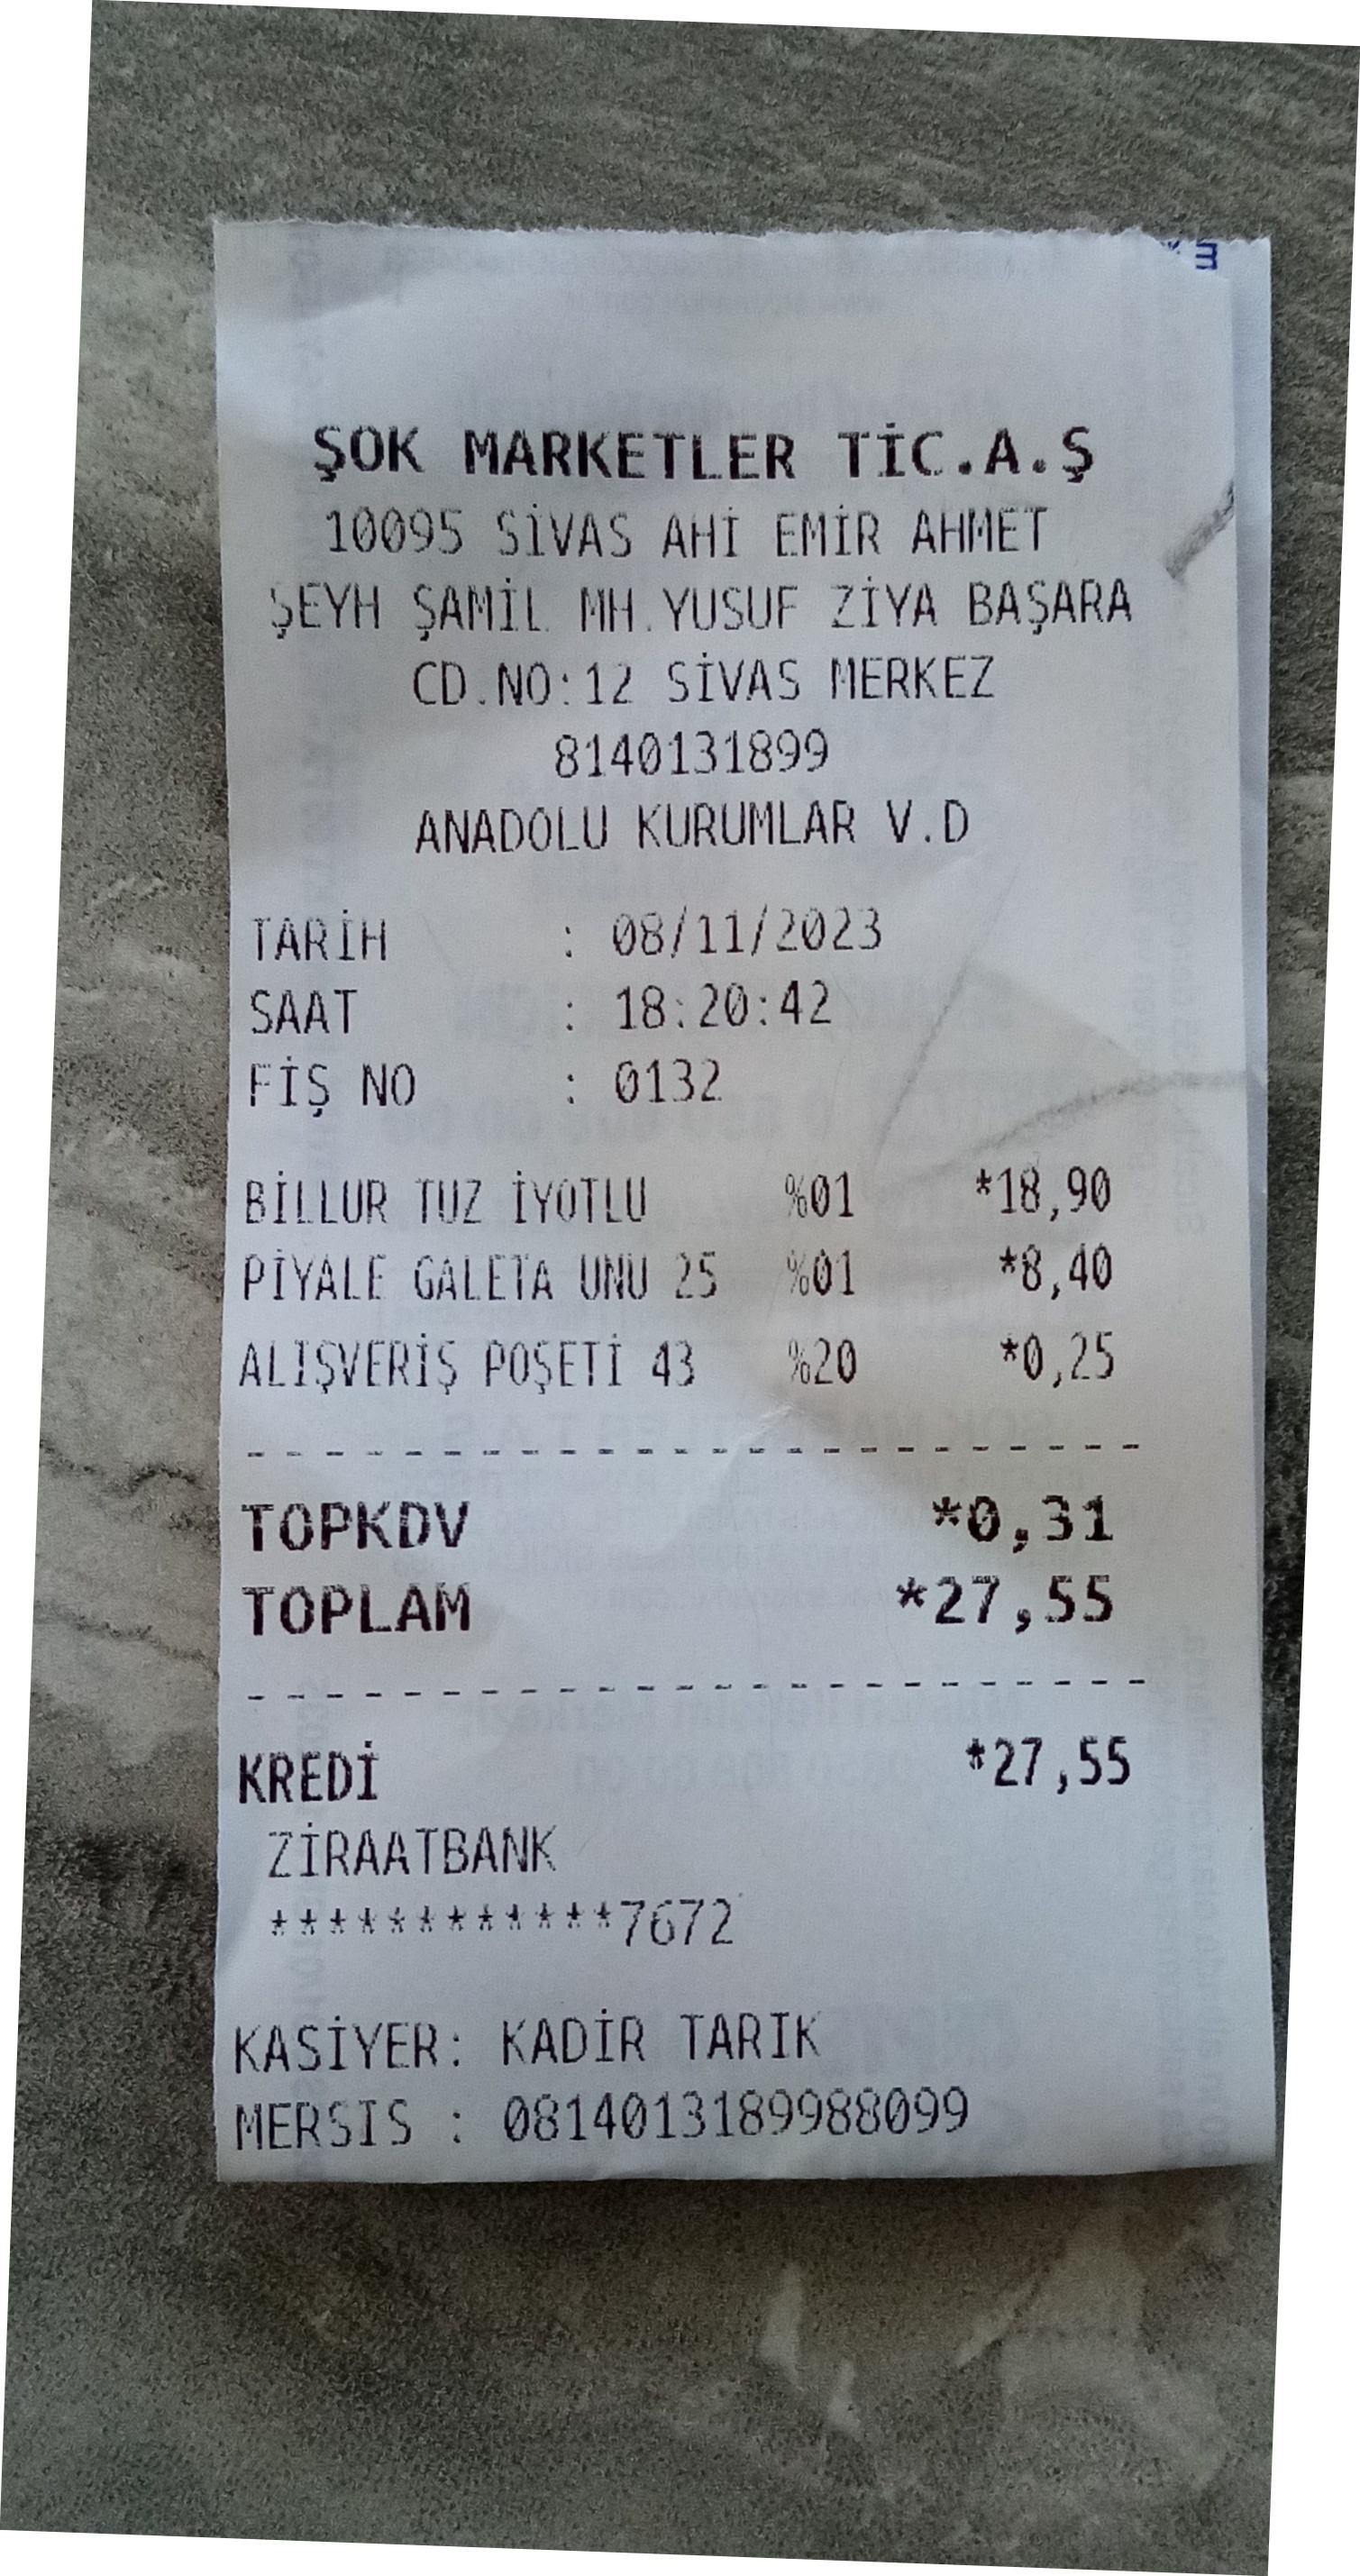 ŞOK MARKETLER TİC.A.Ş
10095 SİVAS AHİ EMİR AHMET
ŞEYH ŞAMİL MH.YUSUF ZİYA BAŞARA
CD.NO:12 SİVAS MERKEZ
8140131899
ANADOLU KURUMLAR V.D
TARİH : 08/11/2023
SAAT : 18:20:42
FİŞ NO : 0132
BİLLUR TUZ İYOTLU %01 *18,90
PİYALE GALETA UNU 25 %01 *8,40
ALIŞVERİŞ POŞETİ 43 %20 *0,25
------------------------
TOPKDV *0,31
TOPLAM *27,55
------------------------
KREDİ *27,55
ZİRAATBANK
************7672
KASİYER: KADİR TARIK
MERSIS : 0814013189988099